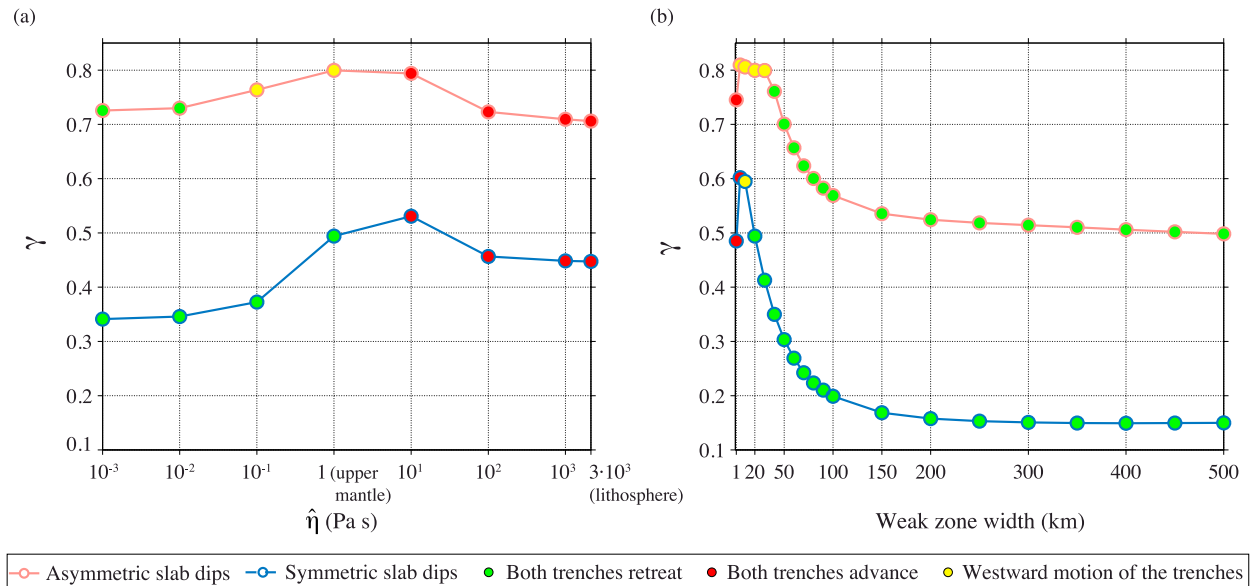 (a)
(b)
0.8
0.7
0.6
0.5
0.4
0.3
0.2
0.1
γ
10⁻³ 10⁻² 10⁻¹ 1 (upper mantle) 10¹ 10² 10³ 3·10³ (lithosphere)
η̂ (Pa s)
0.8
0.7
0.6
0.5
0.4
0.3
0.2
0.1
γ
1 20 50 100 150 200 300 400 500
Weak zone width (km)
Asymmetric slab dips Symmetric slab dips Both trenches retreat Both trenches advance Westward motion of the trenches